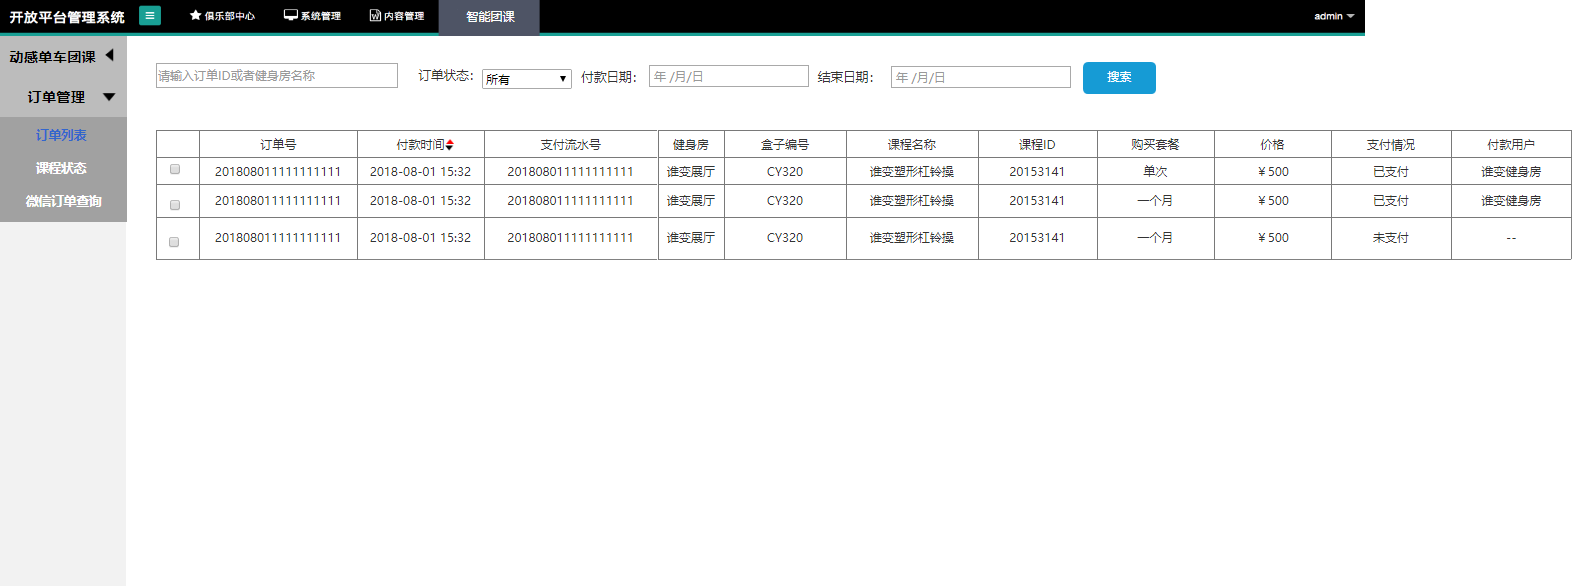 开放平台管理系统 俱乐部中心 系统管理 内容管理 智能团课 admin
动感单车团课
订单管理
订单列表
课程状态
微信订单查询
请输入订单ID或者健身房名称 订单状态: 所有 付款日期: 年 /月/日 结束日期: 年 /月/日 搜索
订单号 付款时间 支付流水号 健身房 盒子编号 课程名称 课程ID 购买套餐 价格 支付情况 付款用户
201808011111111111 2018-08-01 15:32 201808011111111111 谁变展厅 CY320 谁变塑形杠铃操 20153141 单次 ¥500 已支付 谁变健身房
201808011111111111 2018-08-01 15:32 201808011111111111 谁变展厅 CY320 谁变塑形杠铃操 20153141 一个月 ¥500 已支付 谁变健身房
201808011111111111 2018-08-01 15:32 201808011111111111 谁变展厅 CY320 谁变塑形杠铃操 20153141 一个月 ¥500 未支付 --